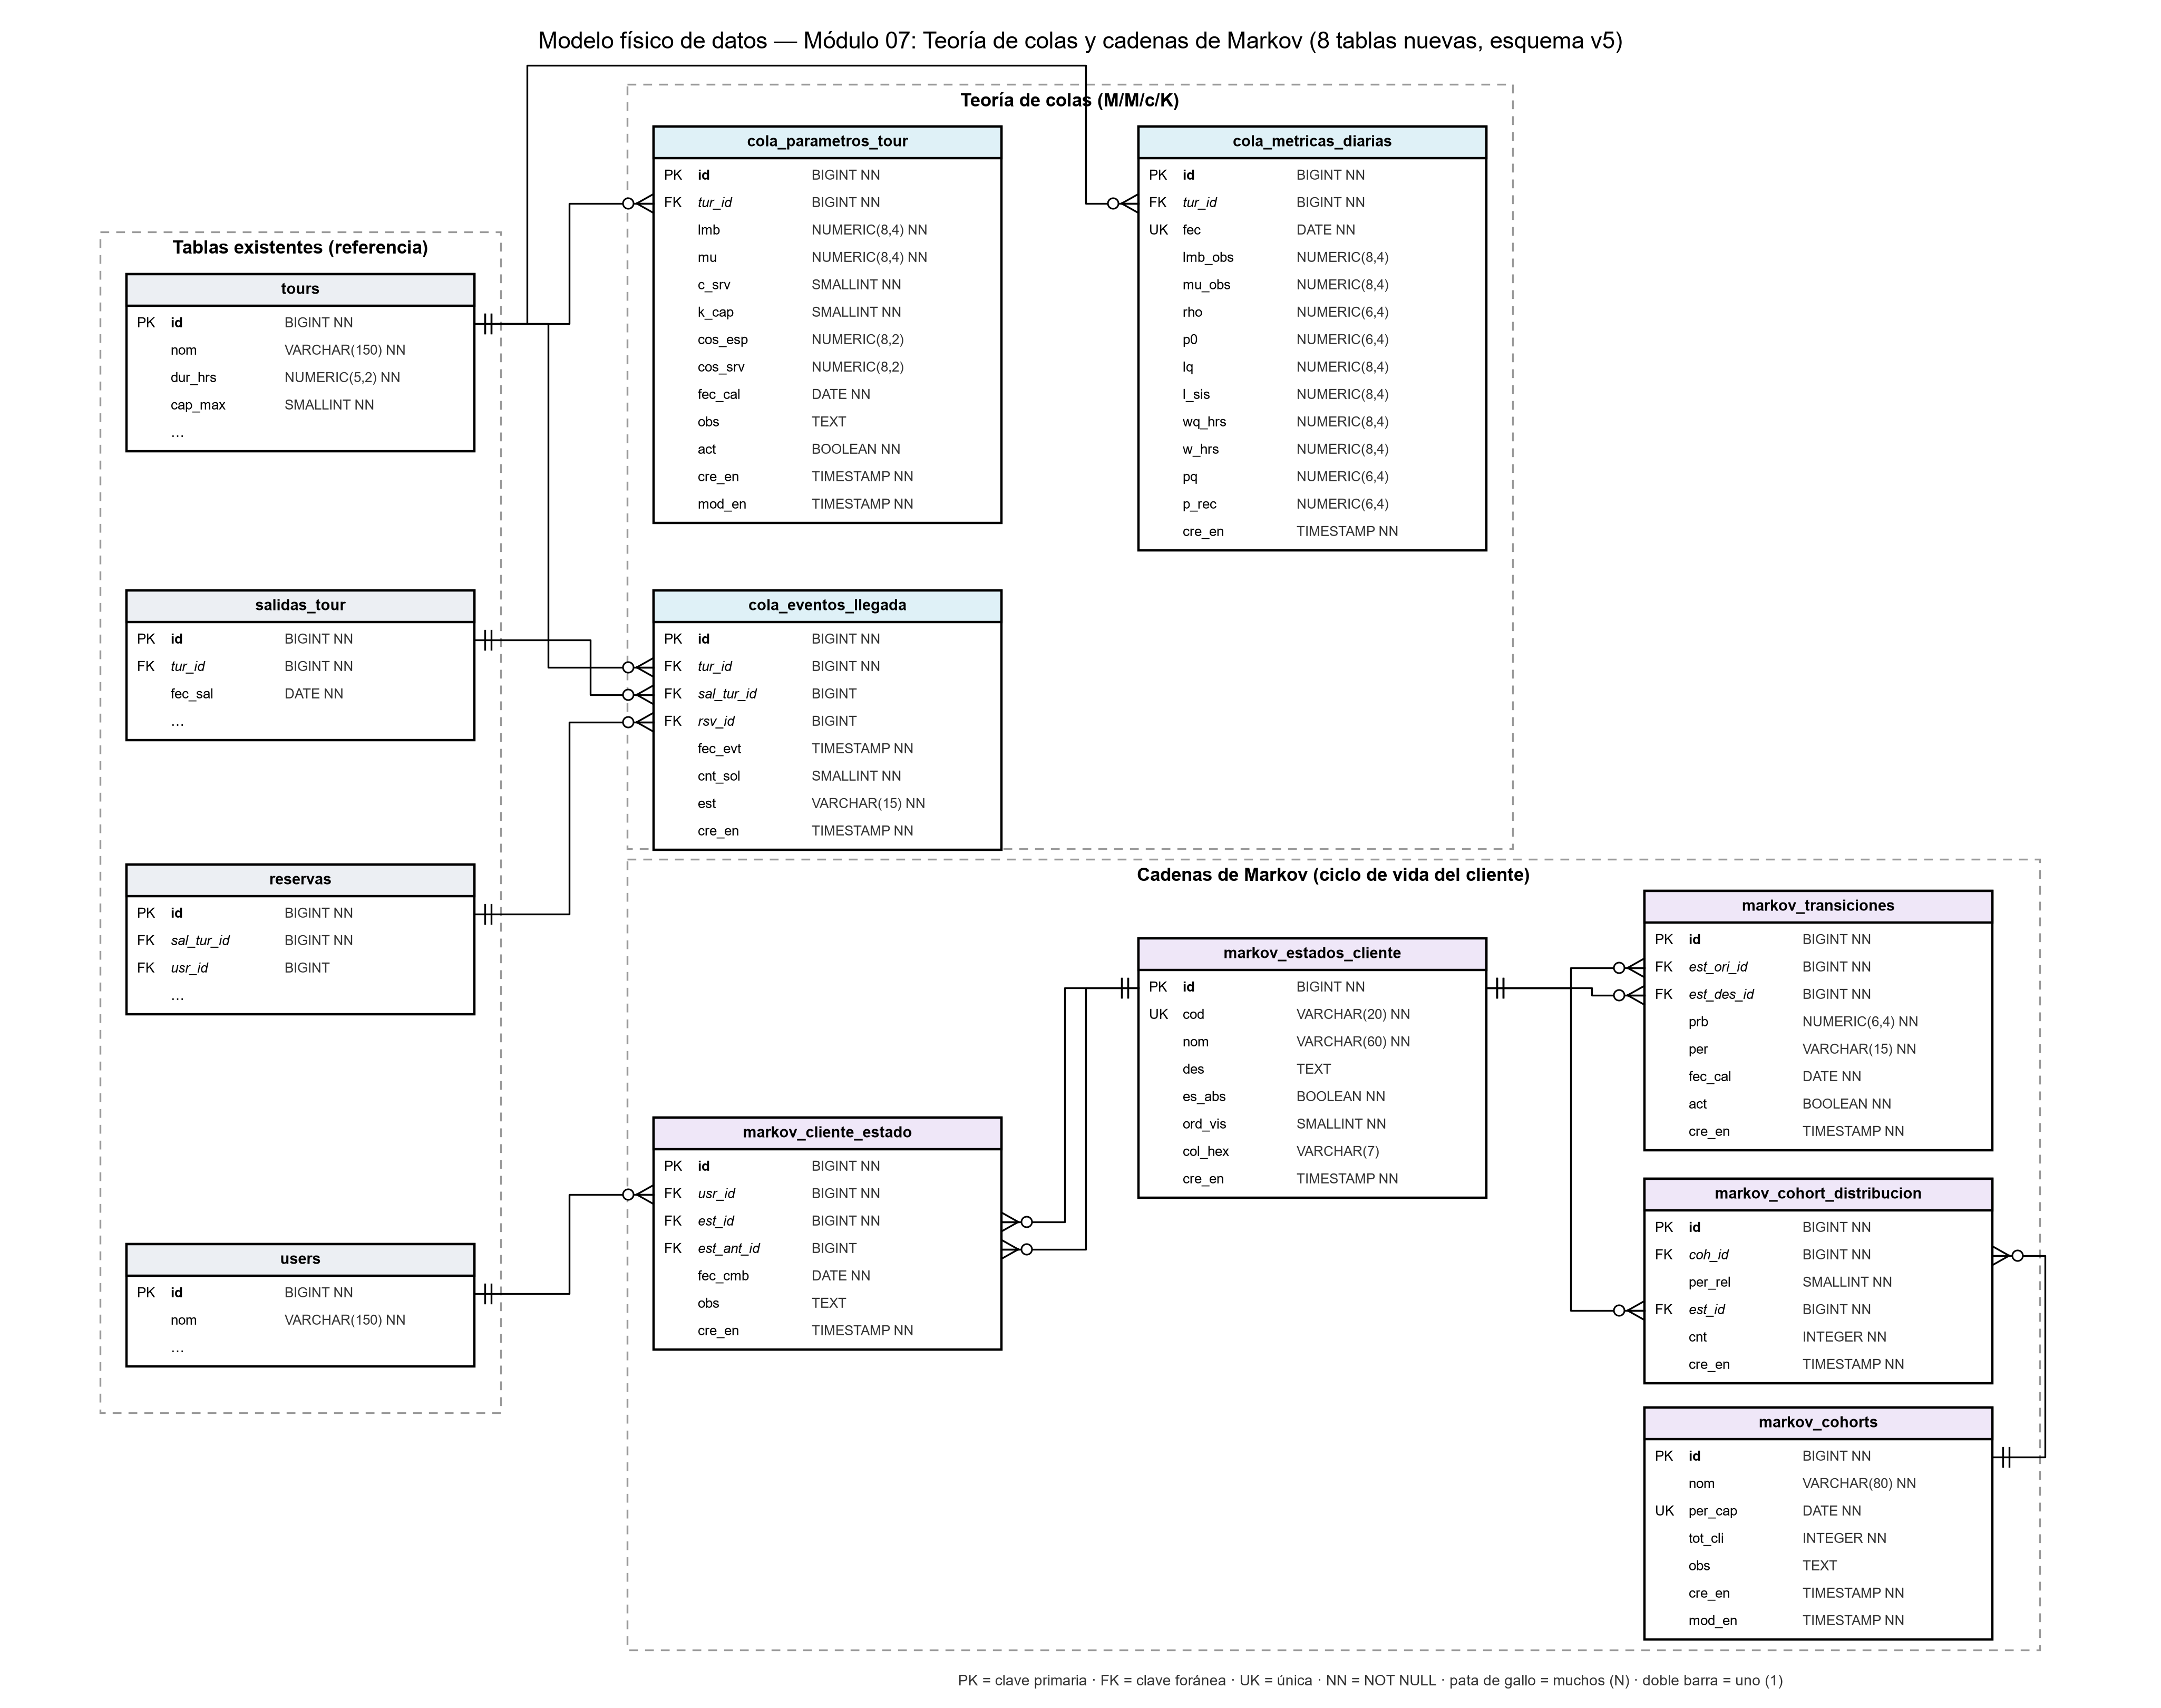 Modelo físico de datos — Módulo 07: Teoría de colas y cadenas de Markov (8 tablas nuevas, esquema v5)
Tablas existentes (referencia)
tours
PK id BIGINT NN
nom VARCHAR(150) NN
dur_hrs NUMERIC(5,2) NN
cap_max SMALLINT NN
...
salidas_tour
PK id BIGINT NN
FK tur_id BIGINT NN
fec_sal DATE NN
...
reservas
PK id BIGINT NN
FK sal_tur_id BIGINT NN
FK usr_id BIGINT
...
users
PK id BIGINT NN
nom VARCHAR(150) NN
...
Teoría de colas (M/M/c/K)
cola_parametros_tour
PK id BIGINT NN
FK tur_id BIGINT NN
lmb NUMERIC(8,4) NN
mu NUMERIC(8,4) NN
c_srv SMALLINT NN
k_cap SMALLINT NN
cos_esp NUMERIC(8,2)
cos_srv NUMERIC(8,2)
fec_cal DATE NN
obs TEXT
act BOOLEAN NN
cre_en TIMESTAMP NN
mod_en TIMESTAMP NN
cola_metricas_diarias
PK id BIGINT NN
FK tur_id BIGINT NN
UK fec DATE NN
lmb_obs NUMERIC(8,4)
mu_obs NUMERIC(8,4)
rho NUMERIC(6,4)
p0 NUMERIC(6,4)
lq NUMERIC(8,4)
l_sis NUMERIC(8,4)
wq_hrs NUMERIC(8,4)
w_hrs NUMERIC(8,4)
pq NUMERIC(6,4)
p_rec NUMERIC(6,4)
cre_en TIMESTAMP NN
cola_eventos_llegada
PK id BIGINT NN
FK tur_id BIGINT NN
FK sal_tur_id BIGINT
FK rsv_id BIGINT
fec_evt TIMESTAMP NN
cnt_sol SMALLINT NN
est VARCHAR(15) NN
cre_en TIMESTAMP NN
Cadenas de Markov (ciclo de vida del cliente)
markov_cliente_estado
PK id BIGINT NN
FK usr_id BIGINT NN
FK est_id BIGINT NN
FK est_ant_id BIGINT
fec_cmb DATE NN
obs TEXT
cre_en TIMESTAMP NN
markov_estados_cliente
PK id BIGINT NN
UK cod VARCHAR(20) NN
nom VARCHAR(60) NN
des TEXT
es_abs BOOLEAN NN
ord_vis SMALLINT NN
col_hex VARCHAR(7)
cre_en TIMESTAMP NN
markov_transiciones
PK id BIGINT NN
FK est_ori_id BIGINT NN
FK est_des_id BIGINT NN
prb NUMERIC(6,4) NN
per VARCHAR(15) NN
fec_cal DATE NN
act BOOLEAN NN
cre_en TIMESTAMP NN
markov_cohort_distribucion
PK id BIGINT NN
FK coh_id BIGINT NN
per_rel SMALLINT NN
FK est_id BIGINT NN
cnt INTEGER NN
cre_en TIMESTAMP NN
markov_cohorts
PK id BIGINT NN
nom VARCHAR(80) NN
UK per_cap DATE NN
tot_cli INTEGER NN
obs TEXT
cre_en TIMESTAMP NN
mod_en TIMESTAMP NN
PK = clave primaria · FK = clave foránea · UK = única · NN = NOT NULL · pata de gallo = muchos (N) · doble barra = uno (1)